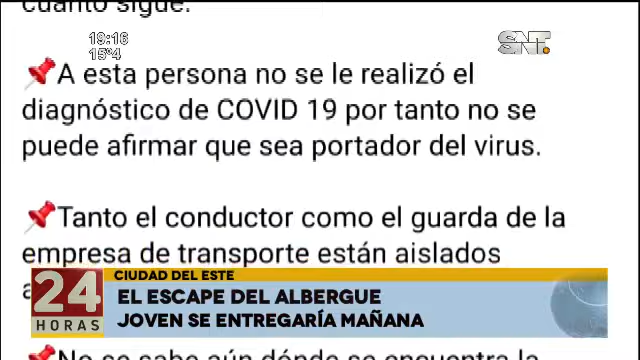 cuanto sigue.
19:16
15°4
SNT.
📌A esta persona no se le realizó el
diagnóstico de COVID 19 por tanto no se
puede afirmar que sea portador del virus.
📌Tanto el conductor como el guarda de la
empresa de transporte están aislados
24
HORAS
CIUDAD DEL ESTE
EL ESCAPE DEL ALBERGUE
JOVEN SE ENTREGARÍA MAÑANA
📌No se sabe aún dónde se encuentra la